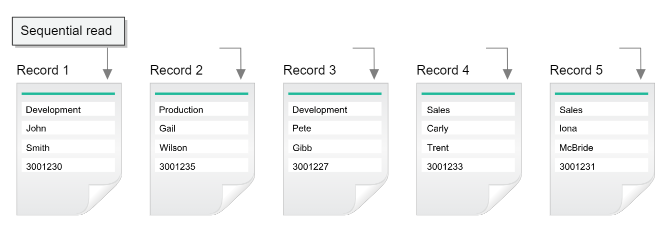 Sequential read
Record 1
Development
John
Smith
3001230
Record 2
Production
Gail
Wilson
3001235
Record 3
Development
Pete
Gibb
3001227
Record 4
Sales
Carly
Trent
3001233
Record 5
Sales
Iona
McBride
3001231